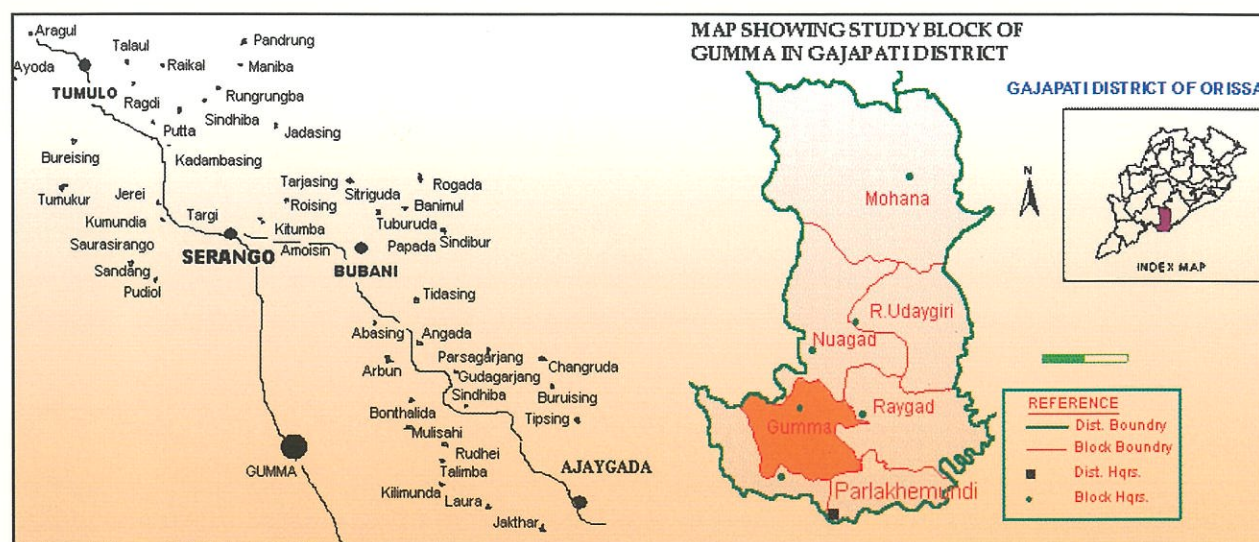 Aragul
Talaul
Pandrung
Ayoda
Raikal
Maniba
TUMULO
Ragdi
Rungrungba
Sindhiba
Putta
Jadasing
Bureising
Kadambasing
Tumukur
Jerei
Tarjasing
Sitriguda
Rogada
Roising
Banimul
Kumundia
Targi
Kitumba
Tuburuda
Saurasirango
SERANGO
Amoisin
Papada
Sindibur
Sandang
BUBANI
Pudiol
Tidasing
Abasing
Angada
Parsagarjang
Changruda
Arbun
Gudagarjang
Buruising
Bonthalida
Sindhiba
Tipsing
Mulisahi
Rudhei
GUMMA
Talimba
AJAYGADA
Kilimunda
Laura
Jakthar
MAP SHOWING STUDY BLOCK OF
GUMMA IN GAJAPATI DISTRICT
Mohana
R.Udaygiri
Nuagad
Raygad
Gumma
Parlakhemundi
GAJAPATI DISTRICT OF ORISSA
N
INDEX MAP
REFERENCE
Dist. Boundry
Block Boundry
Dist. Hqrs.
Block Hqrs.